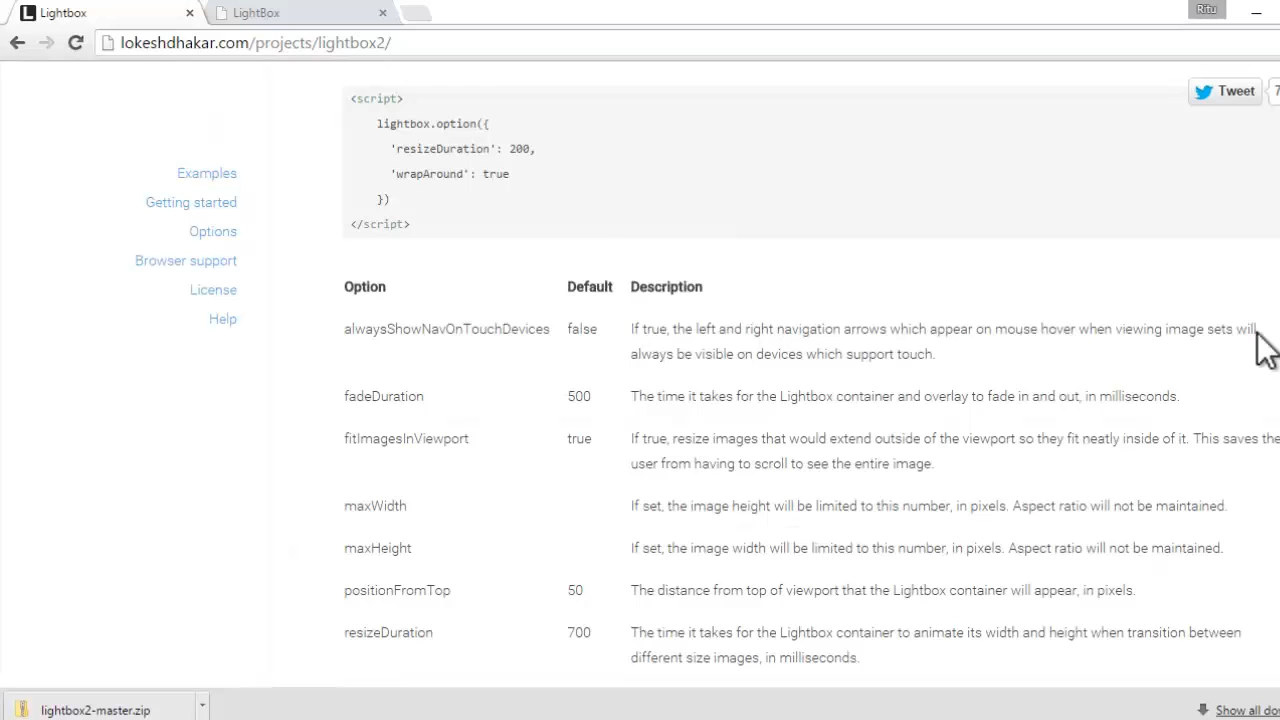 Lightbox
LightBox
Ritu
lokeshdhakar.com/projects/lightbox2/
<script>
lightbox.option({
'resizeDuration': 200,
'wrapAround': true
})
</script>
Tweet
7
Examples
Getting started
Options
Browser support
License
Help
Option Default Description
alwaysShowNavOnTouchDevices false If true, the left and right navigation arrows which appear on mouse hover when viewing image sets will
always be visible on devices which support touch.
fadeDuration 500 The time it takes for the Lightbox container and overlay to fade in and out, in milliseconds.
fitImagesInViewport true If true, resize images that would extend outside of the viewport so they fit neatly inside of it. This saves the
user from having to scroll to see the entire image.
maxWidth If set, the image height will be limited to this number, in pixels. Aspect ratio will not be maintained.
maxHeight If set, the image width will be limited to this number, in pixels. Aspect ratio will not be maintained.
positionFromTop 50 The distance from top of viewport that the Lightbox container will appear, in pixels.
resizeDuration 700 The time it takes for the Lightbox container to animate its width and height when transition between
different size images, in milliseconds.
lightbox2-master.zip
Show all do